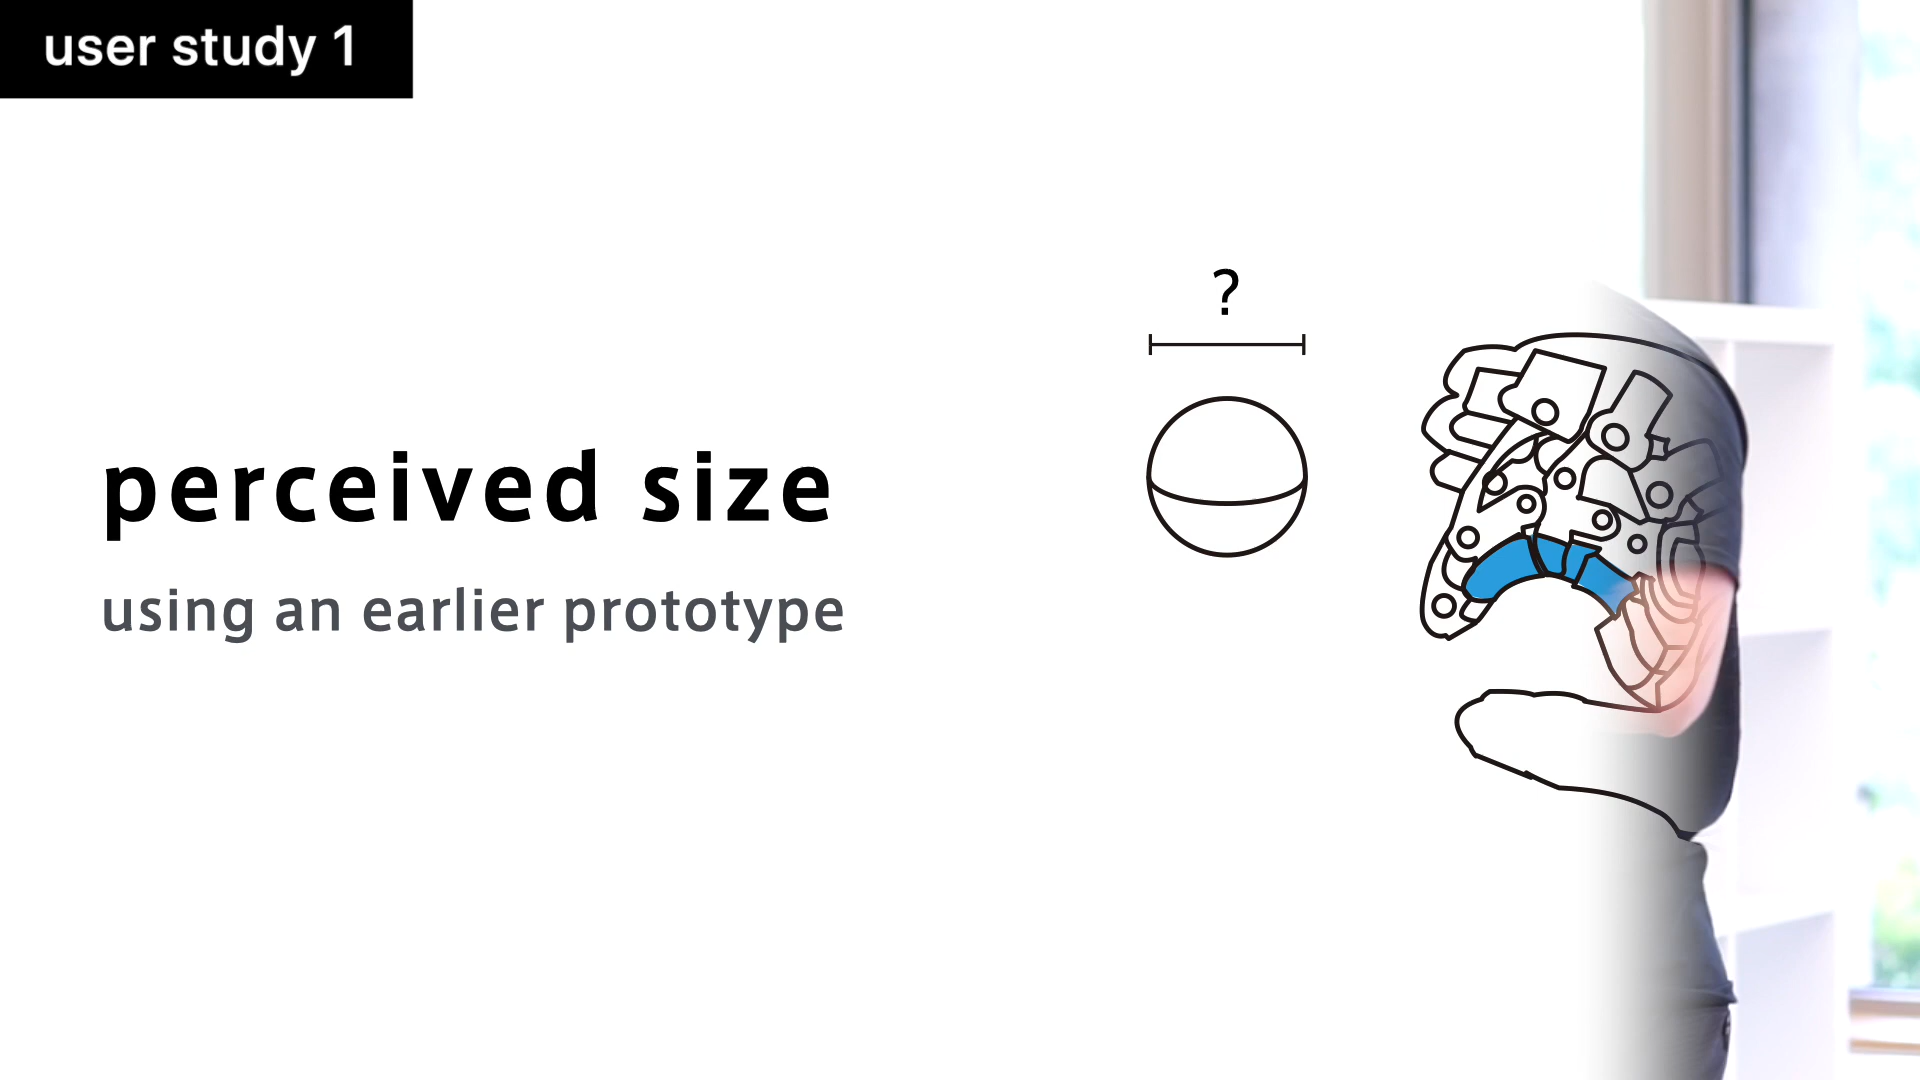 user study 1
?
perceived size
using an earlier prototype